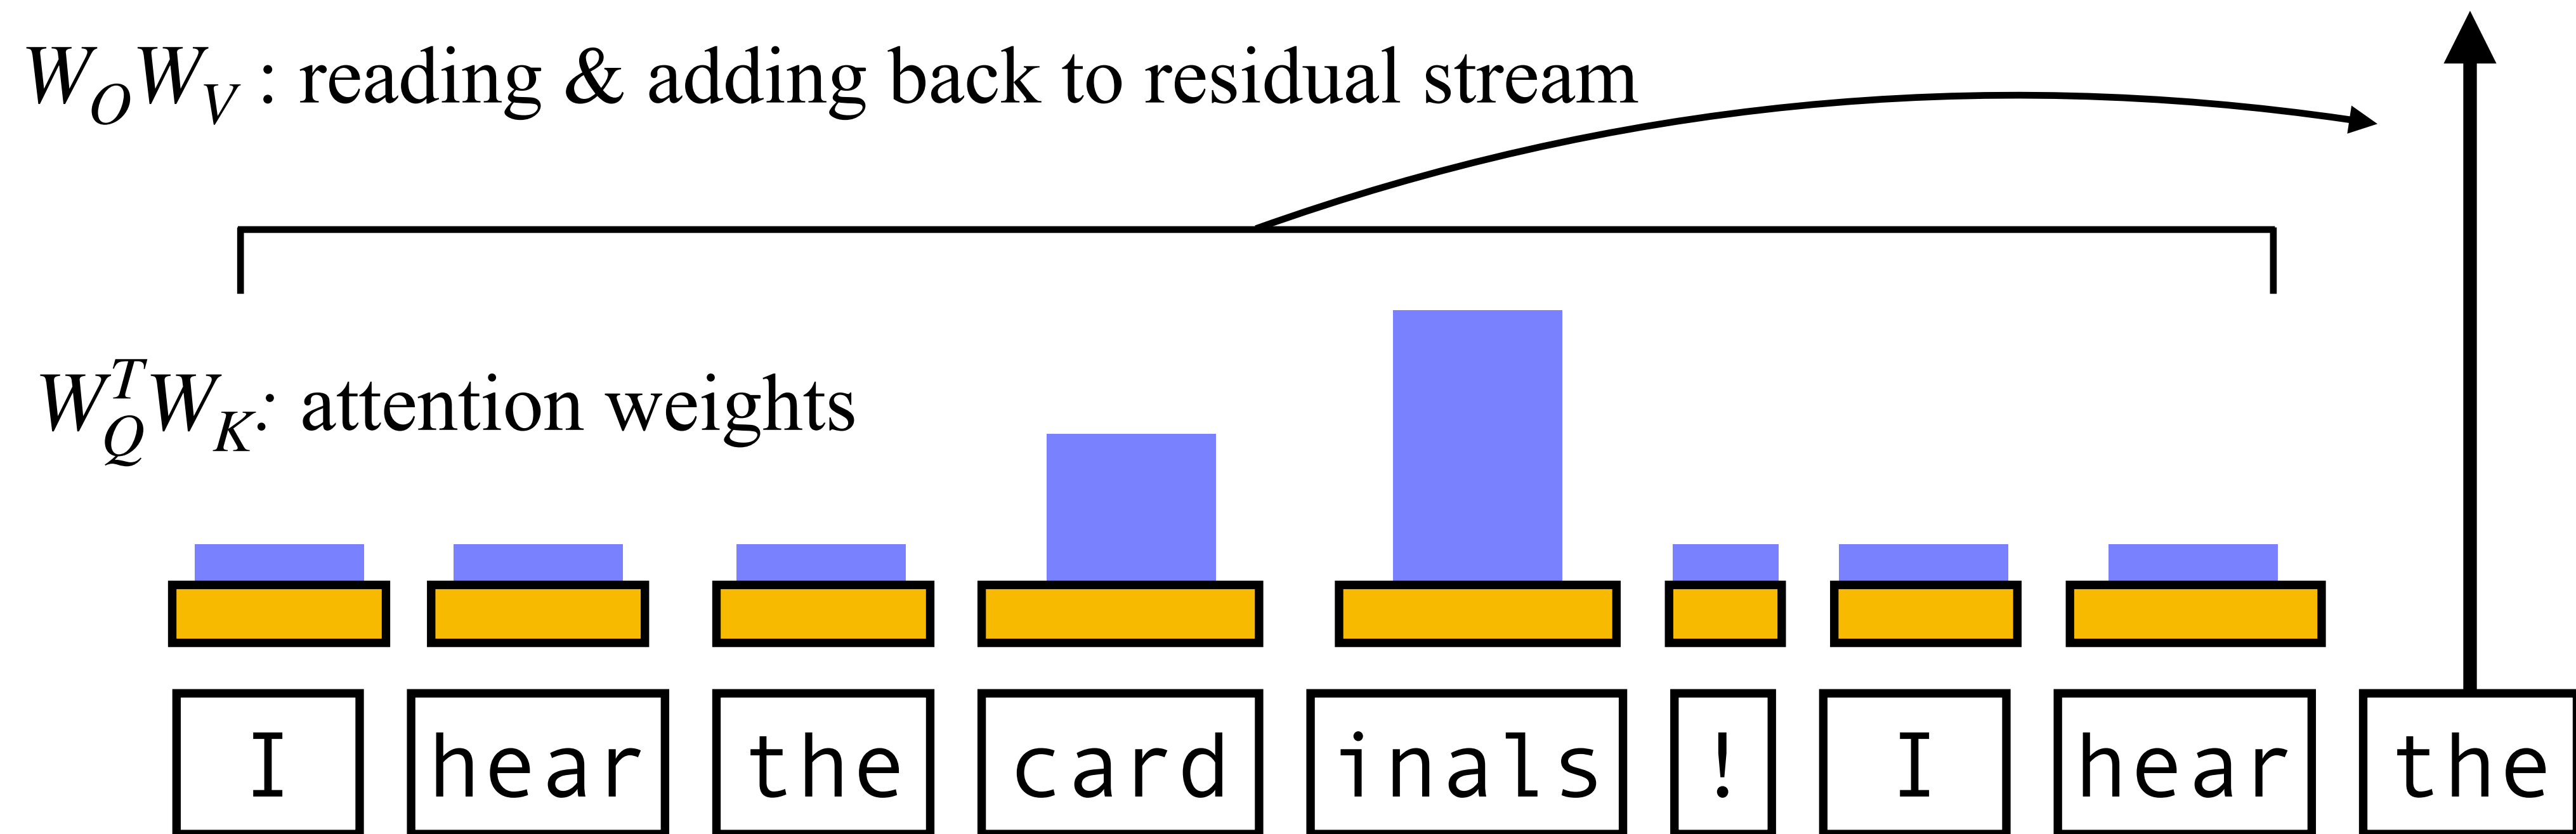 W_O W_V : reading & adding back to residual stream
W_Q^T W_K: attention weights
I hear the card inals ! I hear the